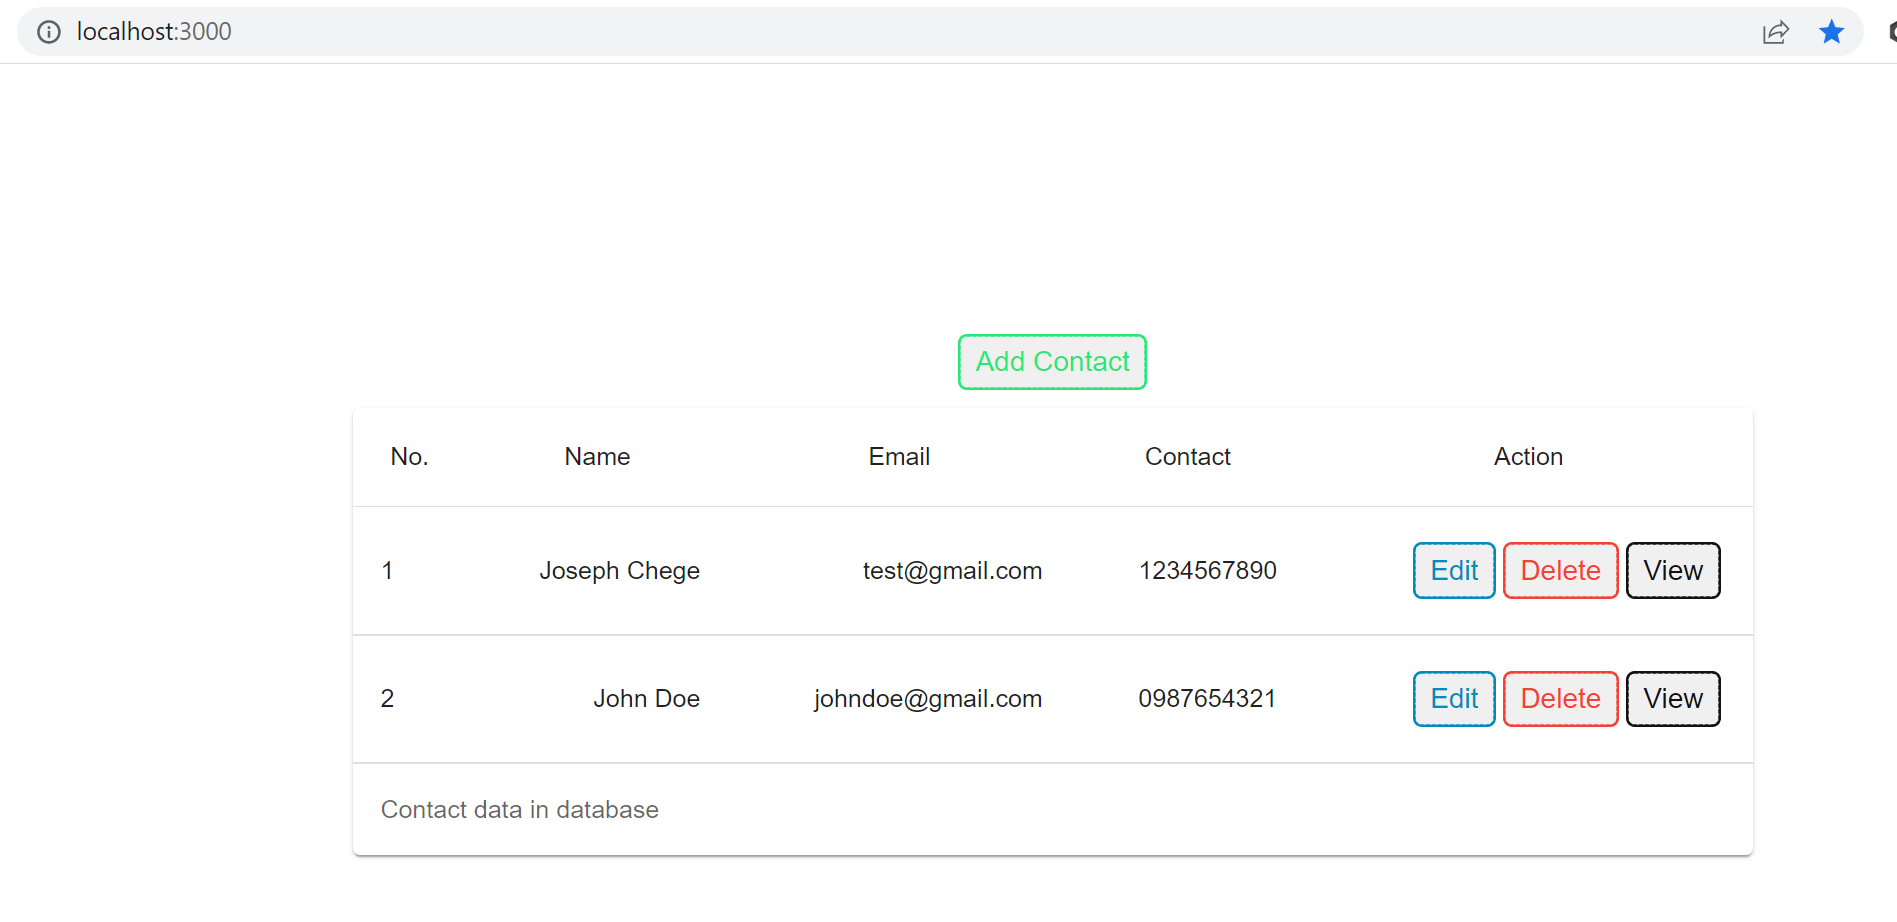 localhost:3000
Add Contact
No. Name Email Contact Action
1 Joseph Chege test@gmail.com 1234567890 Edit Delete View
2 John Doe johndoe@gmail.com 0987654321 Edit Delete View
Contact data in database